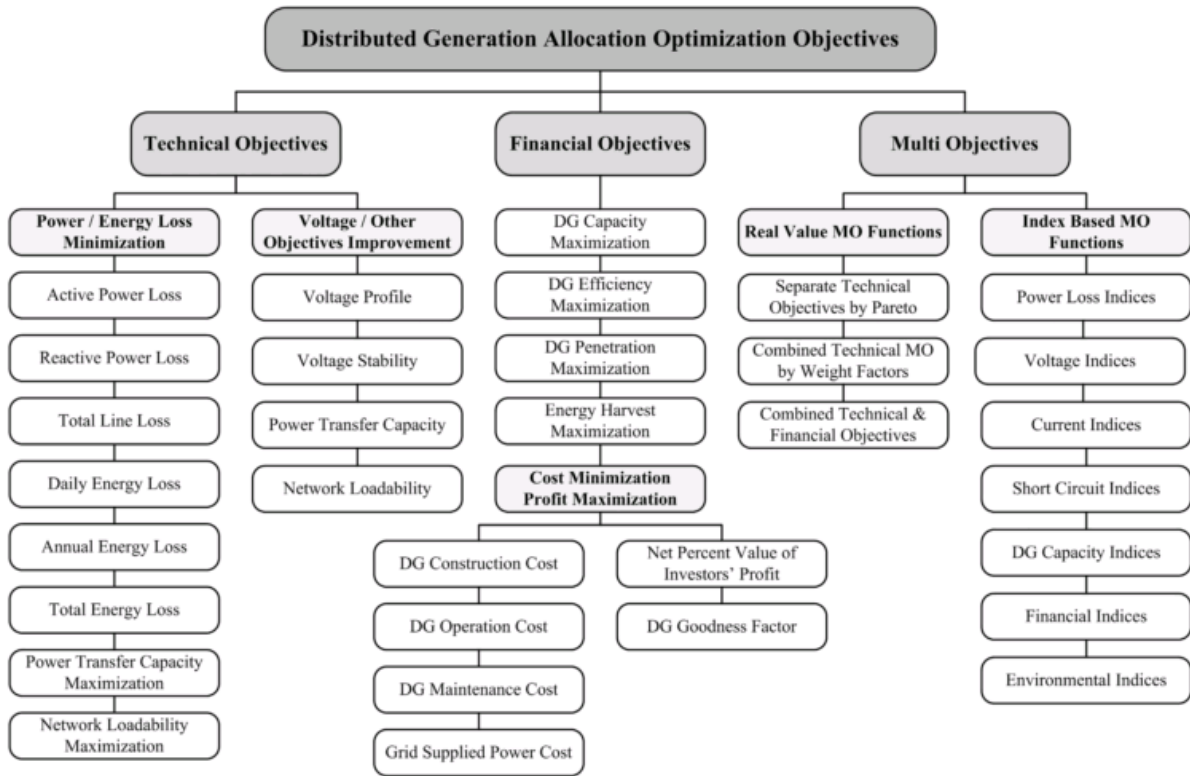 Distributed Generation Allocation Optimization Objectives
Technical Objectives
Financial Objectives
Multi Objectives
Power / Energy Loss
Minimization
Active Power Loss
Reactive Power Loss
Total Line Loss
Daily Energy Loss
Annual Energy Loss
Total Energy Loss
Power Transfer Capacity
Maximization
Network Loadability
Maximization
Voltage / Other
Objectives Improvement
Voltage Profile
Voltage Stability
Power Transfer Capacity
Network Loadability
DG Capacity
Maximization
DG Efficiency
Maximization
DG Penetration
Maximization
Energy Harvest
Maximization
Cost Minimization
Profit Maximization
DG Construction Cost
DG Operation Cost
DG Maintenance Cost
Grid Supplied Power Cost
Net Percent Value of
Investors’ Profit
DG Goodness Factor
Real Value MO Functions
Separate Technical
Objectives by Pareto
Combined Technical MO
by Weight Factors
Combined Technical &
Financial Objectives
Index Based MO
Functions
Power Loss Indices
Voltage Indices
Current Indices
Short Circuit Indices
DG Capacity Indices
Financial Indices
Environmental Indices